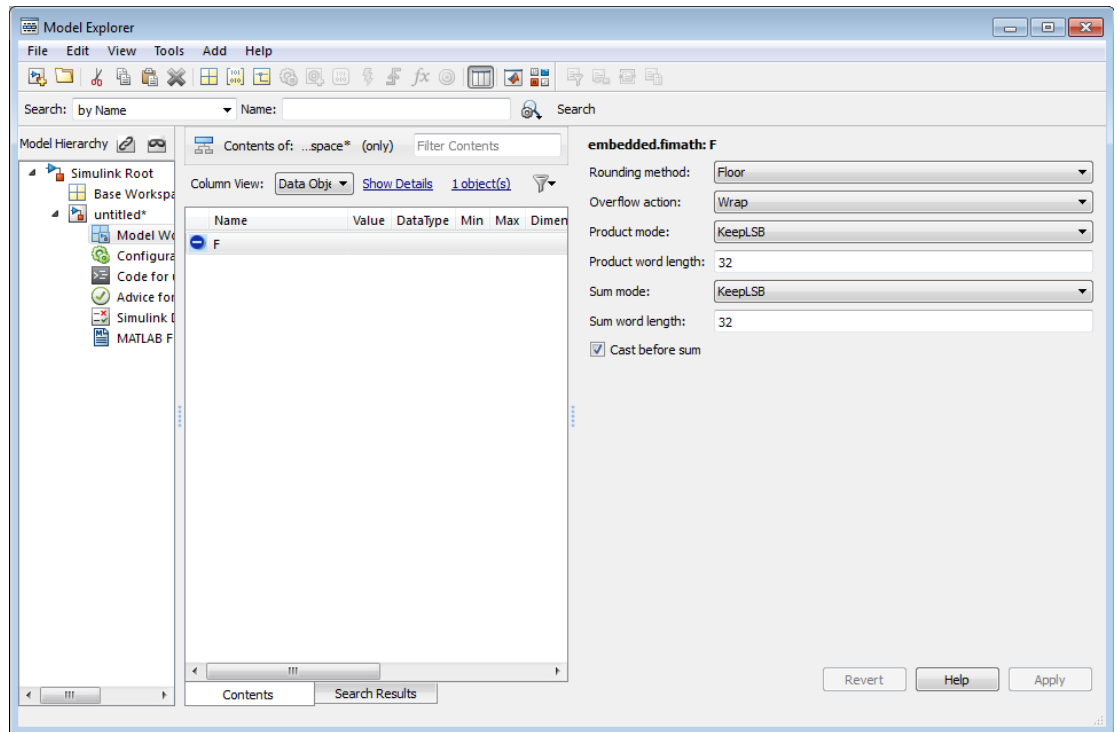 Model Explorer
File Edit View Tools Add Help
fx
Search: by Name Name: Search
Model Hierarchy
Simulink Root
Base Workspa
untitled*
Model Wo
Configura
Code for
Advice for
Simulink
MATLAB F
Contents of: ...space* (only) Filter Contents
Column View: Data Obje Show Details 1 object(s)
Name Value DataType Min Max Dimen
F
Contents Search Results
embedded.fimath: F
Rounding method: Floor
Overflow action: Wrap
Product mode: KeepLSB
Product word length: 32
Sum mode: KeepLSB
Sum word length: 32
Cast before sum
Revert Help Apply